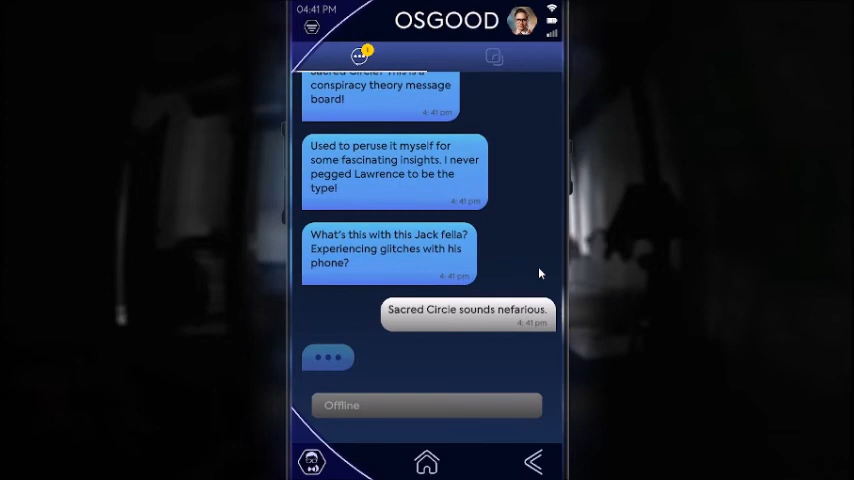 04:41 PM
OSGOOD
Sacred Circle? This is a
conspiracy theory message
board!
4:41 pm
Used to peruse it myself for
some fascinating insights. I never
pegged Lawrence to be the
type!
4:41 pm
What's this with this Jack fella?
Experiencing glitches with his
phone?
4:41 pm
Sacred Circle sounds nefarious.
4:41 pm
Offline